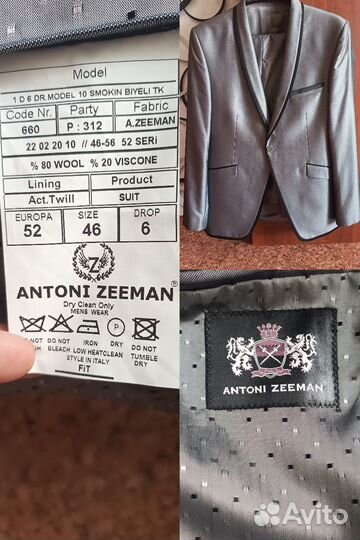 Model
1 D 6 DR.MODEL 10 SMOKIN BIYELI TK
Code Nr. Party Fabric
660 P : 312 A.ZEEMAN
22 02 20 10 // 46-56 52 SERi
% 80 WOOL % 20 VISCONE
Lining Product
Act.Twill SUIT
EUROPA SIZE DROP
52 46 6
Z
ANTONI ZEEMAN®
Dry Clean Only
MENS WEAR
P
DO NOT IRON DRY DO NOT
BLEACH LOW HEAT CLEAN TUMBLE
STYLE IN ITALY DRY
FiT
ANTONI ZEEMAN
Avito